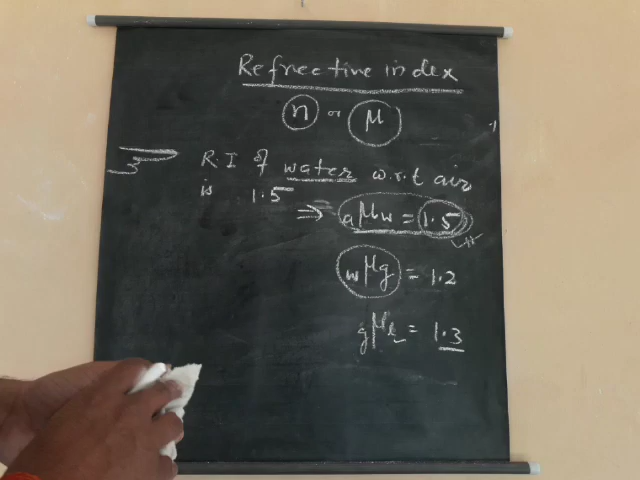 Refractive index
n or μ
R.I of water w.r.t air
is 1.5
⇒ aμw = 1.5
wμg = 1.2
gμl = 1.3